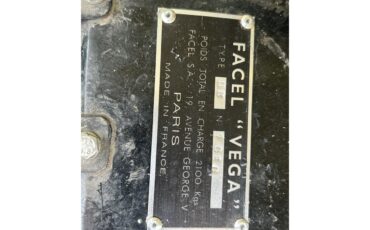 FACEL "VEGA"
TYPE N°
POIDS TOTAL EN CHARGE 2100 Kgs
FACEL S.A. - 19, AVENUE GEORGE V
PARIS
MADE IN FRANCE